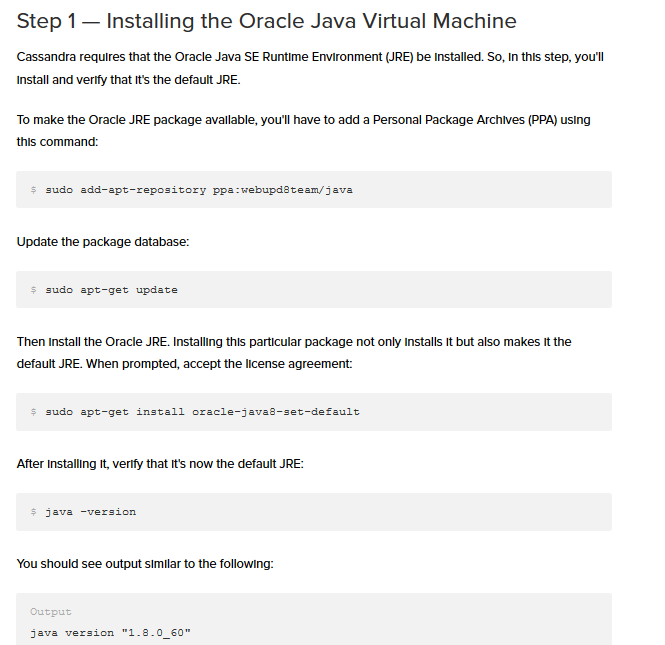 Step 1 — Installing the Oracle Java Virtual Machine
Cassandra requires that the Oracle Java SE Runtime Environment (JRE) be installed. So, in this step, you'll
install and verify that it's the default JRE.
To make the Oracle JRE package available, you'll have to add a Personal Package Archives (PPA) using
this command:
$ sudo add-apt-repository ppa:webupd8team/java
Update the package database:
$ sudo apt-get update
Then install the Oracle JRE. Installing this particular package not only installs it but also makes it the
default JRE. When prompted, accept the license agreement:
$ sudo apt-get install oracle-java8-set-default
After installing it, verify that it's now the default JRE:
$ java -version
You should see output similar to the following:
Output
java version "1.8.0_60"